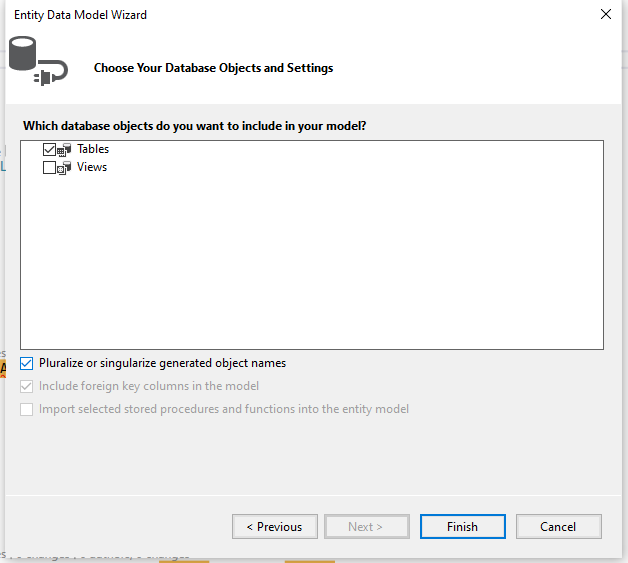 Entity Data Model Wizard
Choose Your Database Objects and Settings
Which database objects do you want to include in your model?
Tables
Views
Pluralize or singularize generated object names
Include foreign key columns in the model
Import selected stored procedures and functions into the entity model
< Previous
Next >
Finish
Cancel